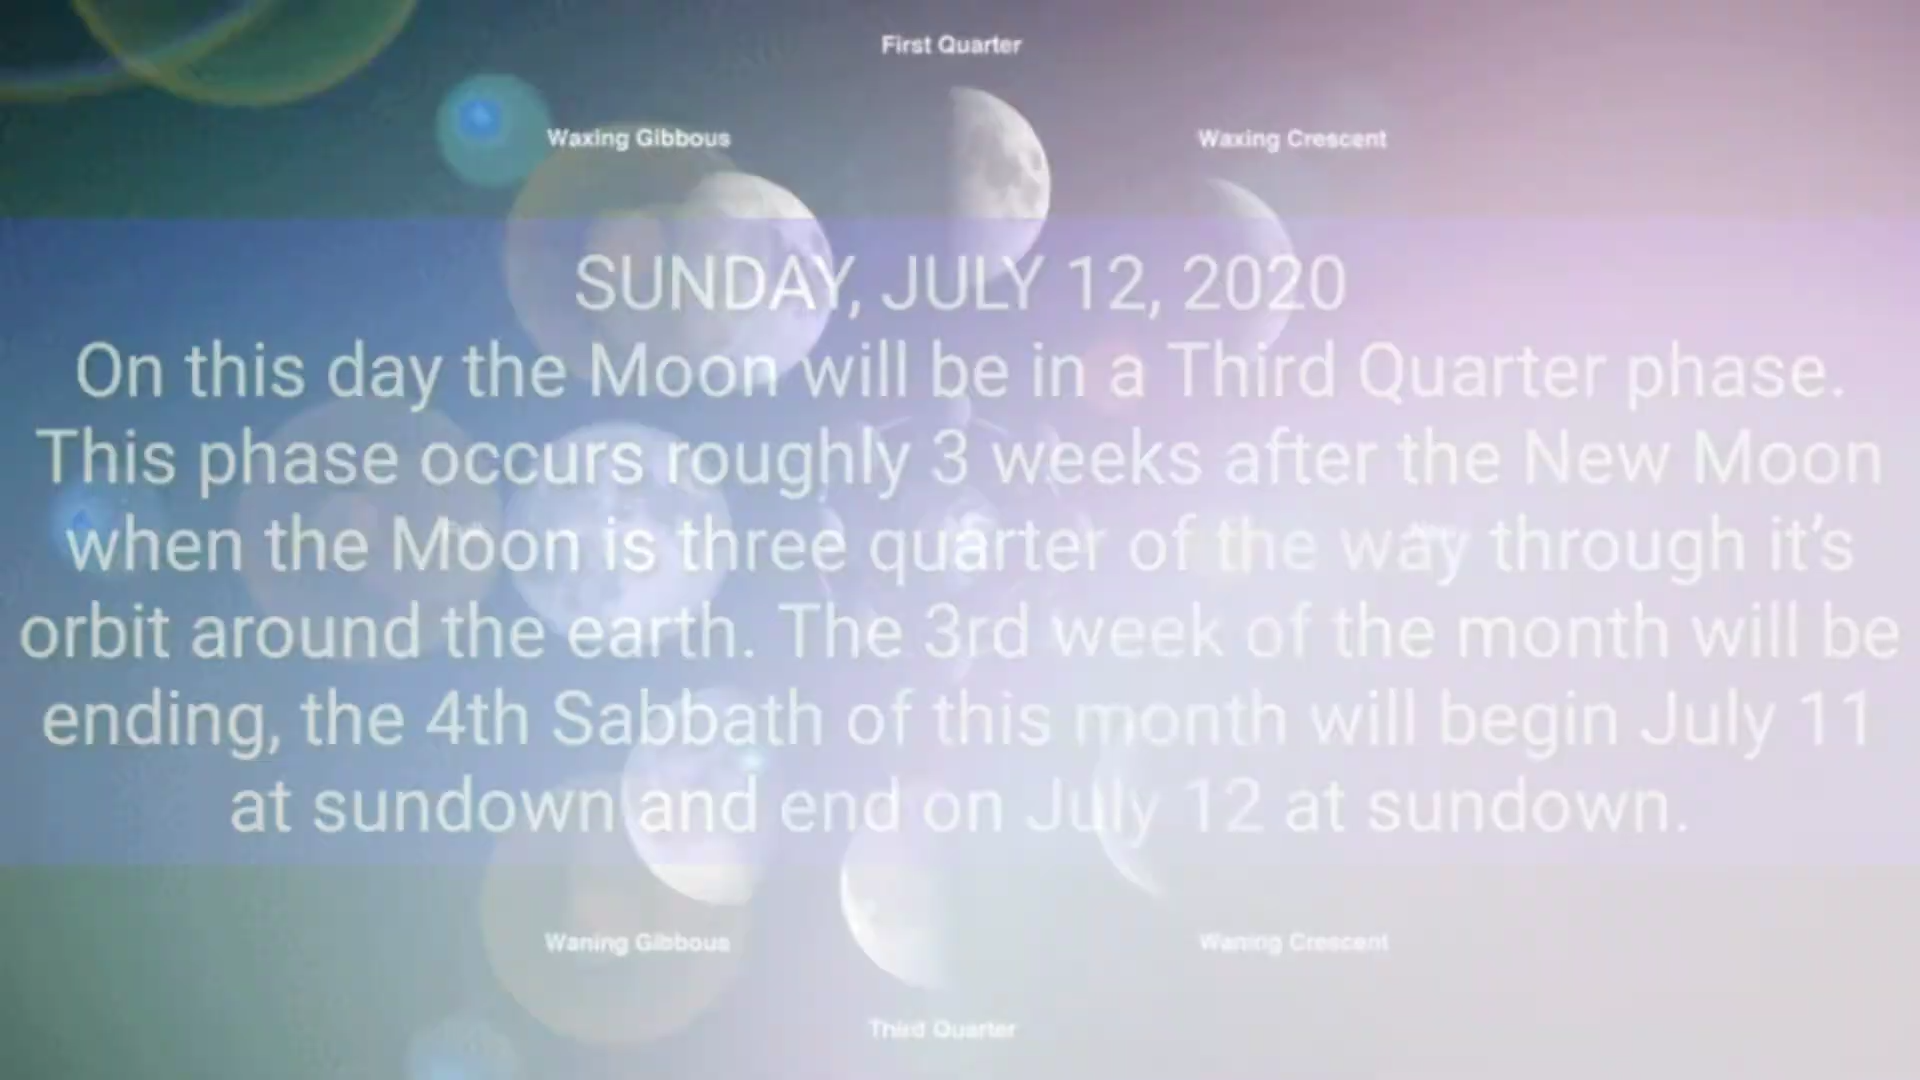 First Quarter
Waxing Gibbous
Waxing Crescent
SUNDAY, JULY 12, 2020
On this day the Moon will be in a Third Quarter phase.
This phase occurs roughly 3 weeks after the New Moon
when the Moon is three quarter of the way through it's
orbit around the earth. The 3rd week of the month will be
ending, the 4th Sabbath of this month will begin July 11
at sundown and end on July 12 at sundown.
Waning Gibbous
Waning Crescent
Third Quarter